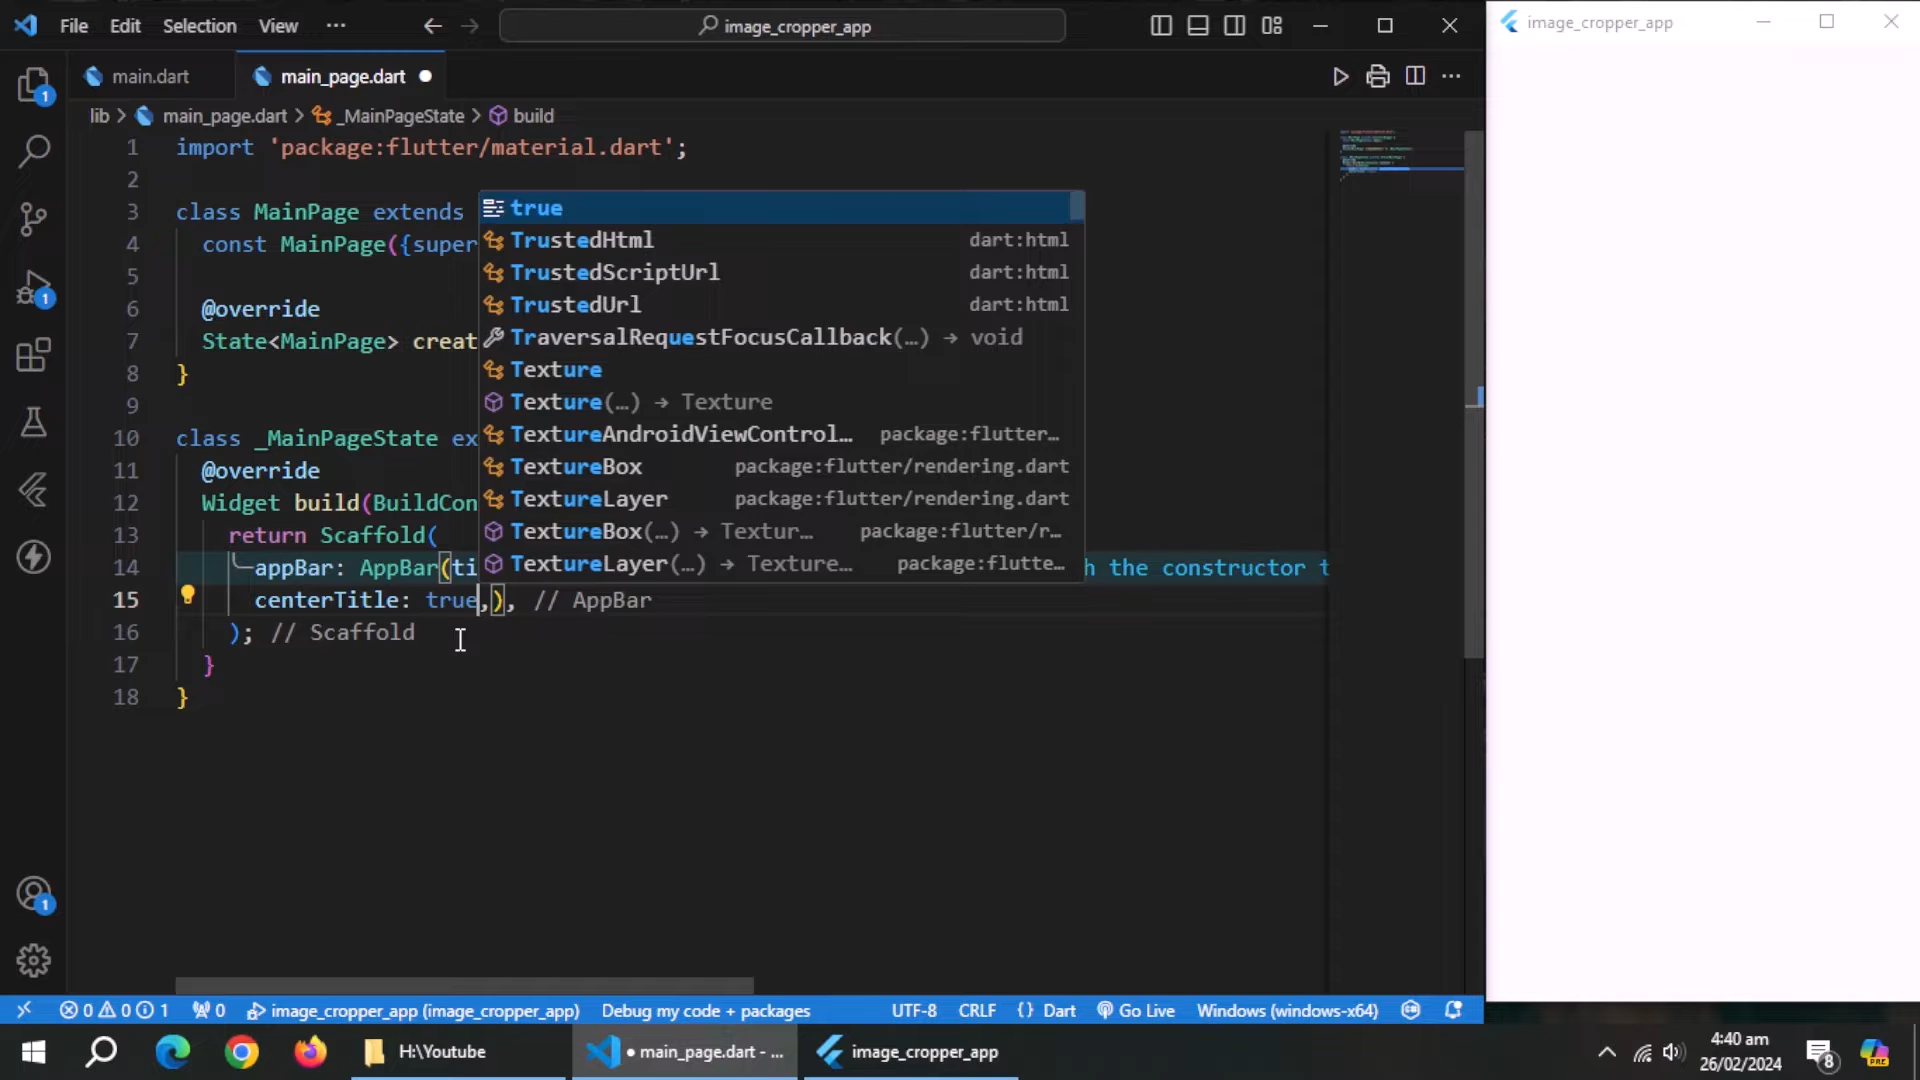 File Edit Selection View ··· image_cropper_app
image_cropper_app
main.dart main_page.dart
lib > main_page.dart > _MainPageState > build
1 import 'package:flutter/material.dart';
2
3 class MainPage extends
4 const MainPage({super
5
6 @override
7 State<MainPage> creat
8 }
9
10 class _MainPageState ex
11 @override
12 Widget build(BuildCon
13 return Scaffold(
14 appBar: AppBar(ti h the constructor t
15 centerTitle: true,), // AppBar
16 ); // Scaffold
17 }
18 }
true
TrustedHtml dart:html
TrustedScriptUrl dart:html
TrustedUrl dart:html
TraversalRequestFocusCallback(…) → void
Texture
Texture(…) → Texture
TextureAndroidViewControl… package:flutter…
TextureBox package:flutter/rendering.dart
TextureLayer package:flutter/rendering.dart
TextureBox(…) → Textur… package:flutter/r…
TextureLayer(…) → Texture… package:flutte…
1
1
1
0 0 1 0 image_cropper_app (image_cropper_app) Debug my code + packages UTF-8 CRLF {} Dart Go Live Windows (windows-x64)
H:\Youtube ● main_page.dart - ... image_cropper_app
4:40 am
26/02/2024
8
PRE